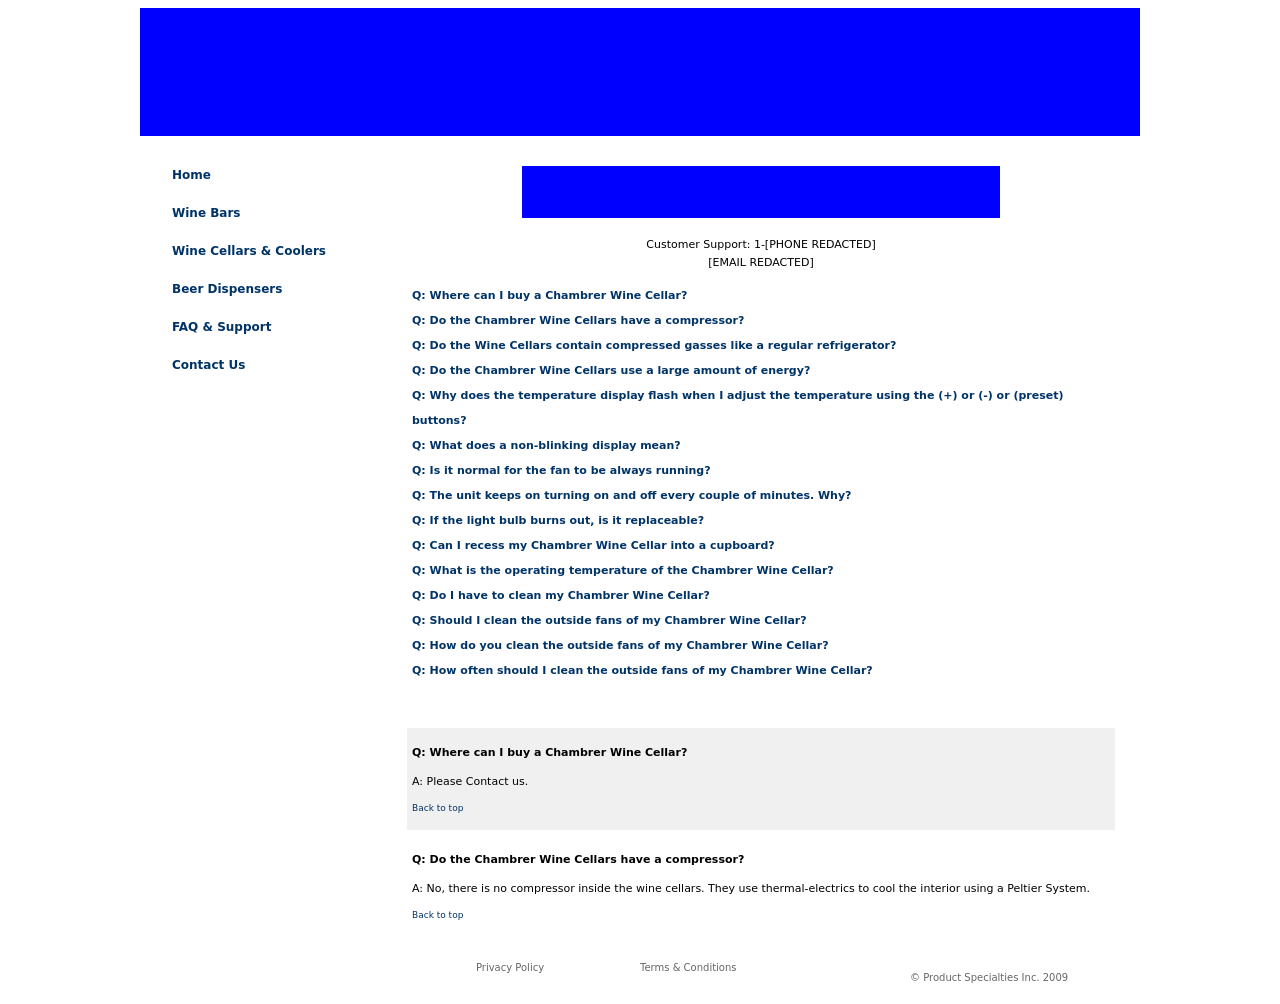 Home
Wine Bars
Wine Cellars & Coolers
Beer Dispensers
FAQ & Support
Contact Us
Customer Support: 1-[PHONE REDACTED]
[EMAIL REDACTED]
Q: Where can I buy a Chambrer Wine Cellar?
Q: Do the Chambrer Wine Cellars have a compressor?
Q: Do the Wine Cellars contain compressed gasses like a regular refrigerator?
Q: Do the Chambrer Wine Cellars use a large amount of energy?
Q: Why does the temperature display flash when I adjust the temperature using the (+) or (-) or (preset)
buttons?
Q: What does a non-blinking display mean?
Q: Is it normal for the fan to be always running?
Q: The unit keeps on turning on and off every couple of minutes. Why?
Q: If the light bulb burns out, is it replaceable?
Q: Can I recess my Chambrer Wine Cellar into a cupboard?
Q: What is the operating temperature of the Chambrer Wine Cellar?
Q: Do I have to clean my Chambrer Wine Cellar?
Q: Should I clean the outside fans of my Chambrer Wine Cellar?
Q: How do you clean the outside fans of my Chambrer Wine Cellar?
Q: How often should I clean the outside fans of my Chambrer Wine Cellar?
Q: Where can I buy a Chambrer Wine Cellar?
A: Please Contact us.
Back to top
Q: Do the Chambrer Wine Cellars have a compressor?
A: No, there is no compressor inside the wine cellars. They use thermal-electrics to cool the interior using a Peltier System.
Back to top
Privacy Policy
Terms & Conditions
© Product Specialties Inc. 2009